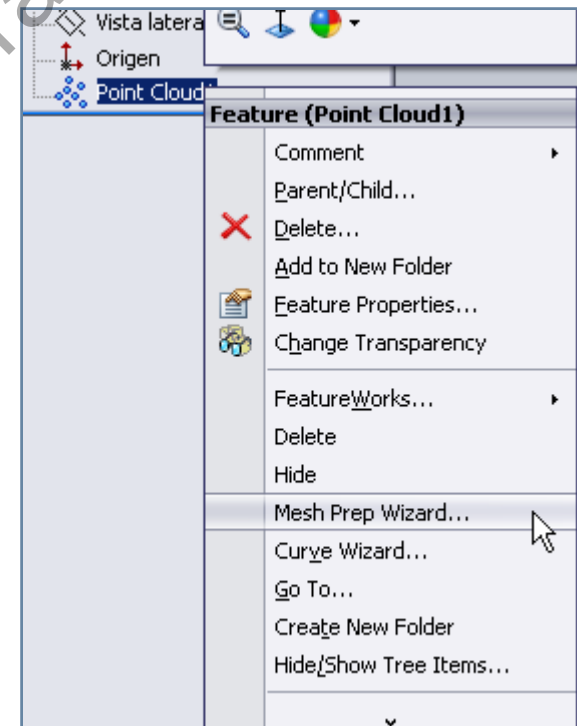 Vista latera
Origen
Point Cloud
Feature (Point Cloud1)
Comment
Parent/Child...
Delete...
Add to New Folder
Feature Properties...
Change Transparency
FeatureWorks...
Delete
Hide
Mesh Prep Wizard...
Curve Wizard...
Go To...
Create New Folder
Hide/Show Tree Items...